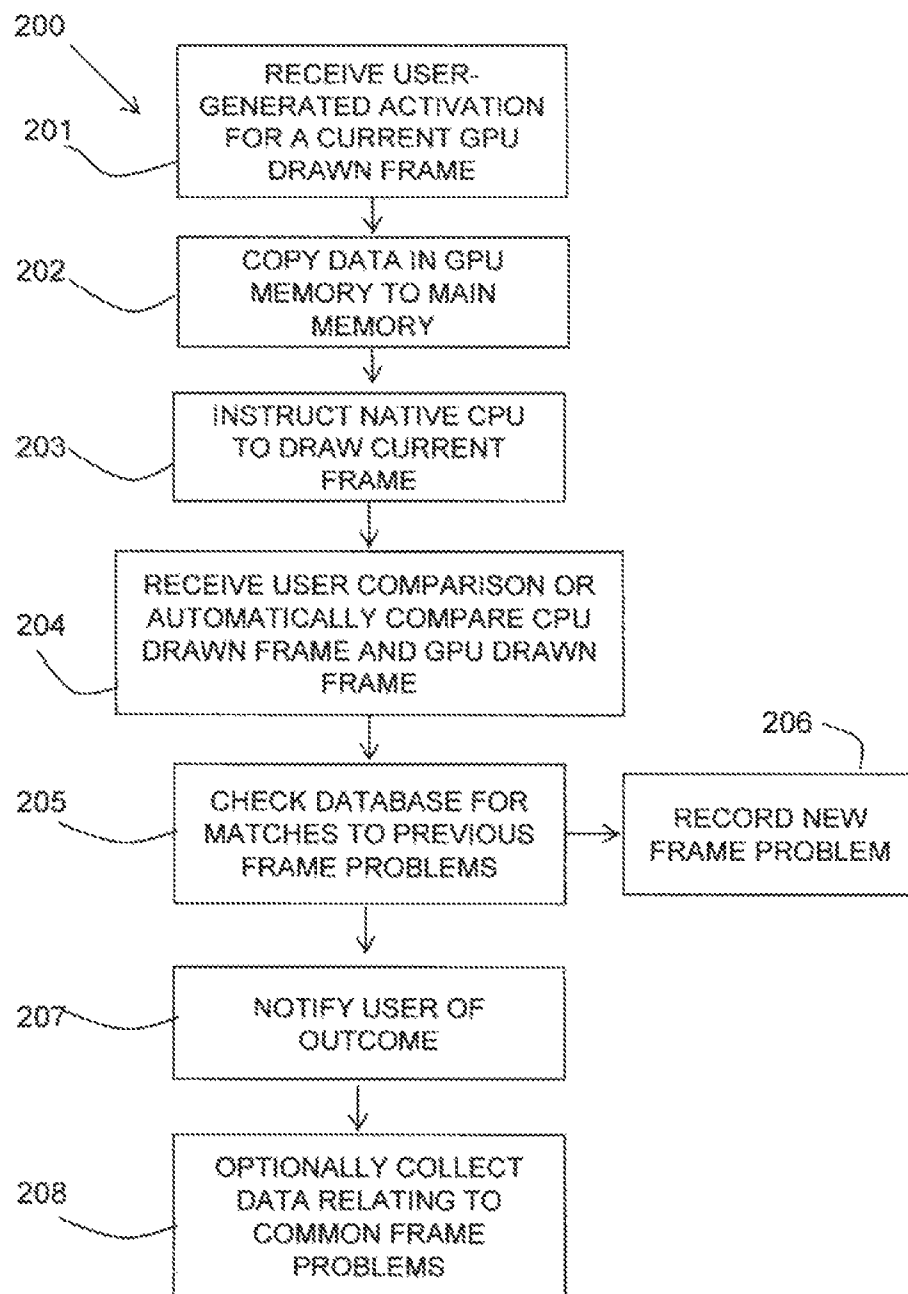 200
RECEIVE USER-
GENERATED ACTIVATION
FOR A CURRENT GPU
DRAWN FRAME
201
COPY DATA IN GPU
MEMORY TO MAIN
MEMORY
202
INSTRUCT NATIVE CPU
TO DRAW CURRENT
FRAME
203
RECEIVE USER COMPARISON OR
AUTOMATICALLY COMPARE CPU
DRAWN FRAME AND GPU DRAWN
FRAME
204
CHECK DATABASE FOR
MATCHES TO PREVIOUS
FRAME PROBLEMS
205
206
RECORD NEW
FRAME PROBLEM
NOTIFY USER OF
OUTCOME
207
OPTIONALLY COLLECT
DATA RELATING TO
COMMON FRAME
PROBLEMS
208